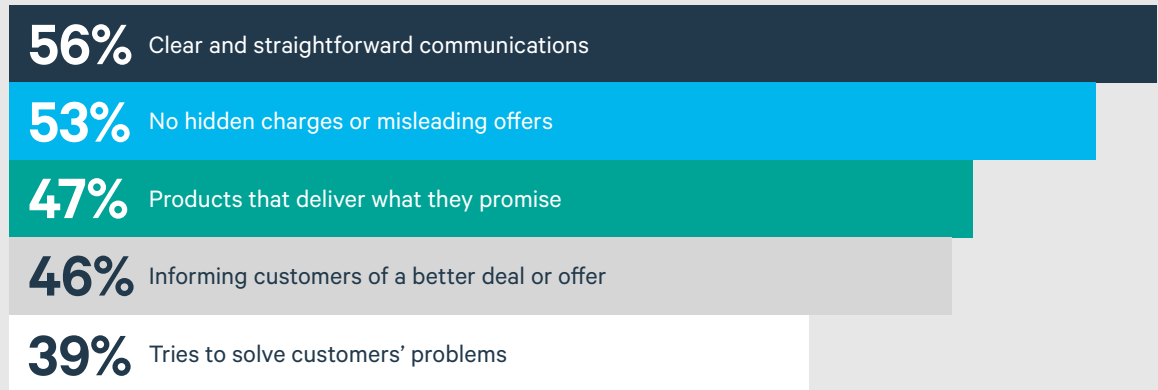 56% Clear and straightforward communications
53% No hidden charges or misleading offers
47% Products that deliver what they promise
46% Informing customers of a better deal or offer
39% Tries to solve customers’ problems